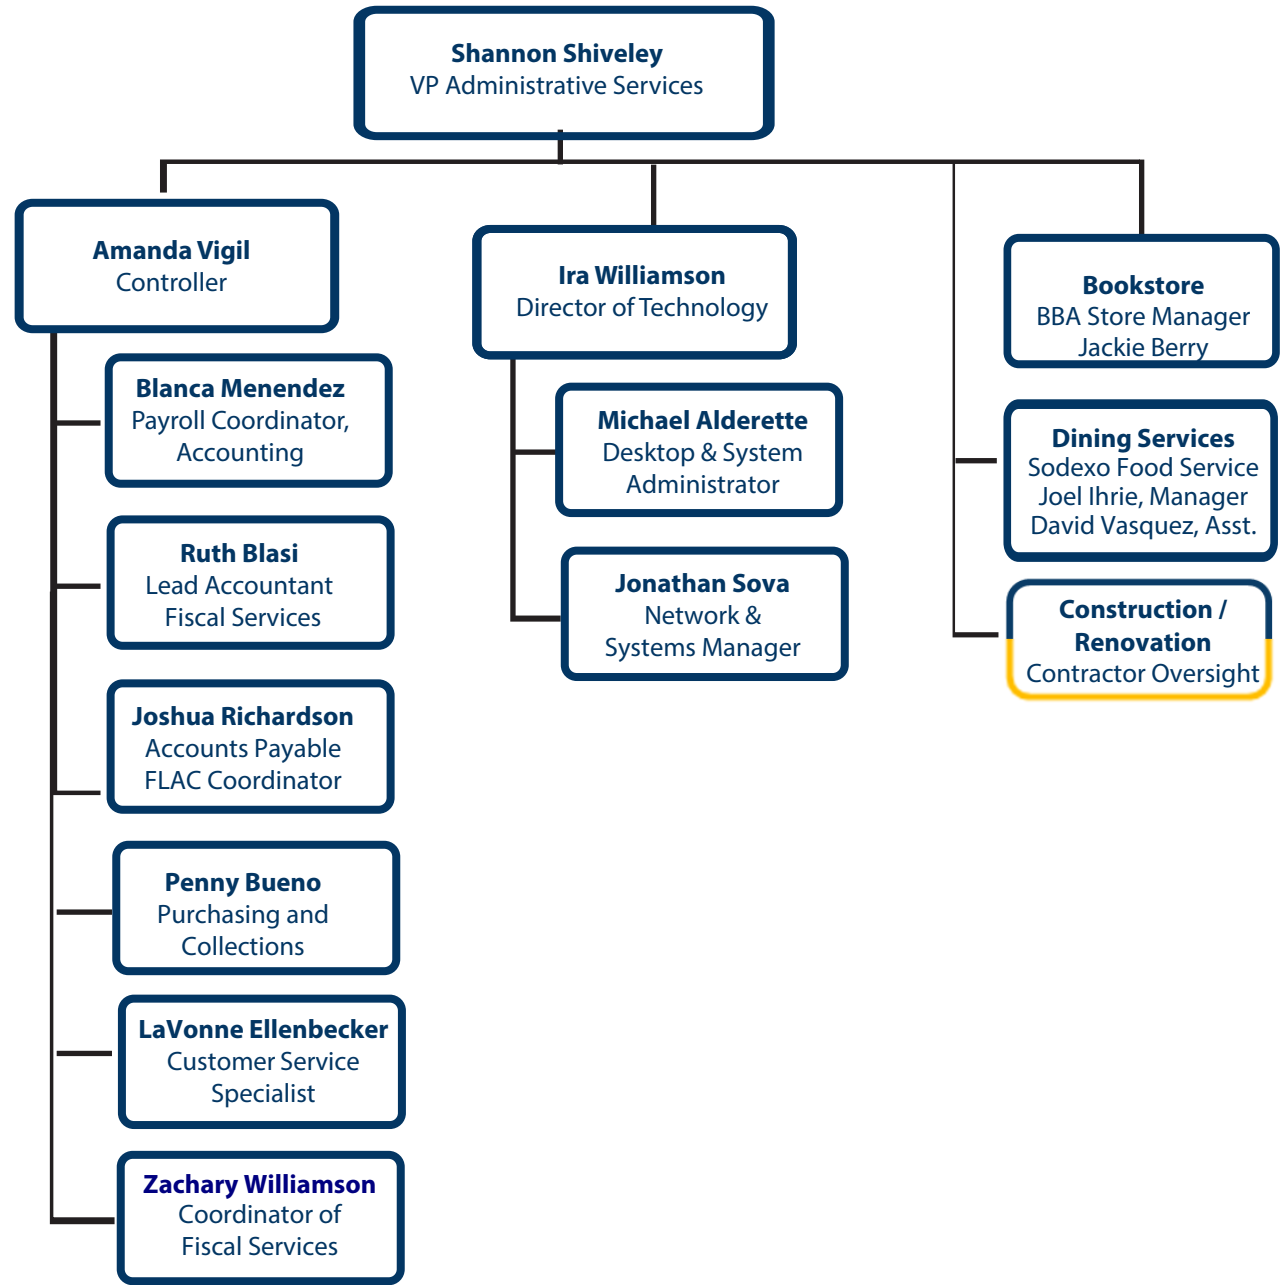 Shannon Shiveley
VP Administrative Services
Amanda Vigil
Controller
Blanca Menendez
Payroll Coordinator,
Accounting
Ruth Blasi
Lead Accountant
Fiscal Services
Joshua Richardson
Accounts Payable
FLAC Coordinator
Penny Bueno
Purchasing and
Collections
LaVonne Ellenbecker
Customer Service
Specialist
Zachary Williamson
Coordinator of
Fiscal Services
Ira Williamson
Director of Technology
Michael Alderette
Desktop & System
Administrator
Jonathan Sova
Network &
Systems Manager
Bookstore
BBA Store Manager
Jackie Berry
Dining Services
Sodexo Food Service
Joel Ihrie, Manager
David Vasquez, Asst.
Construction /
Renovation
Contractor Oversight